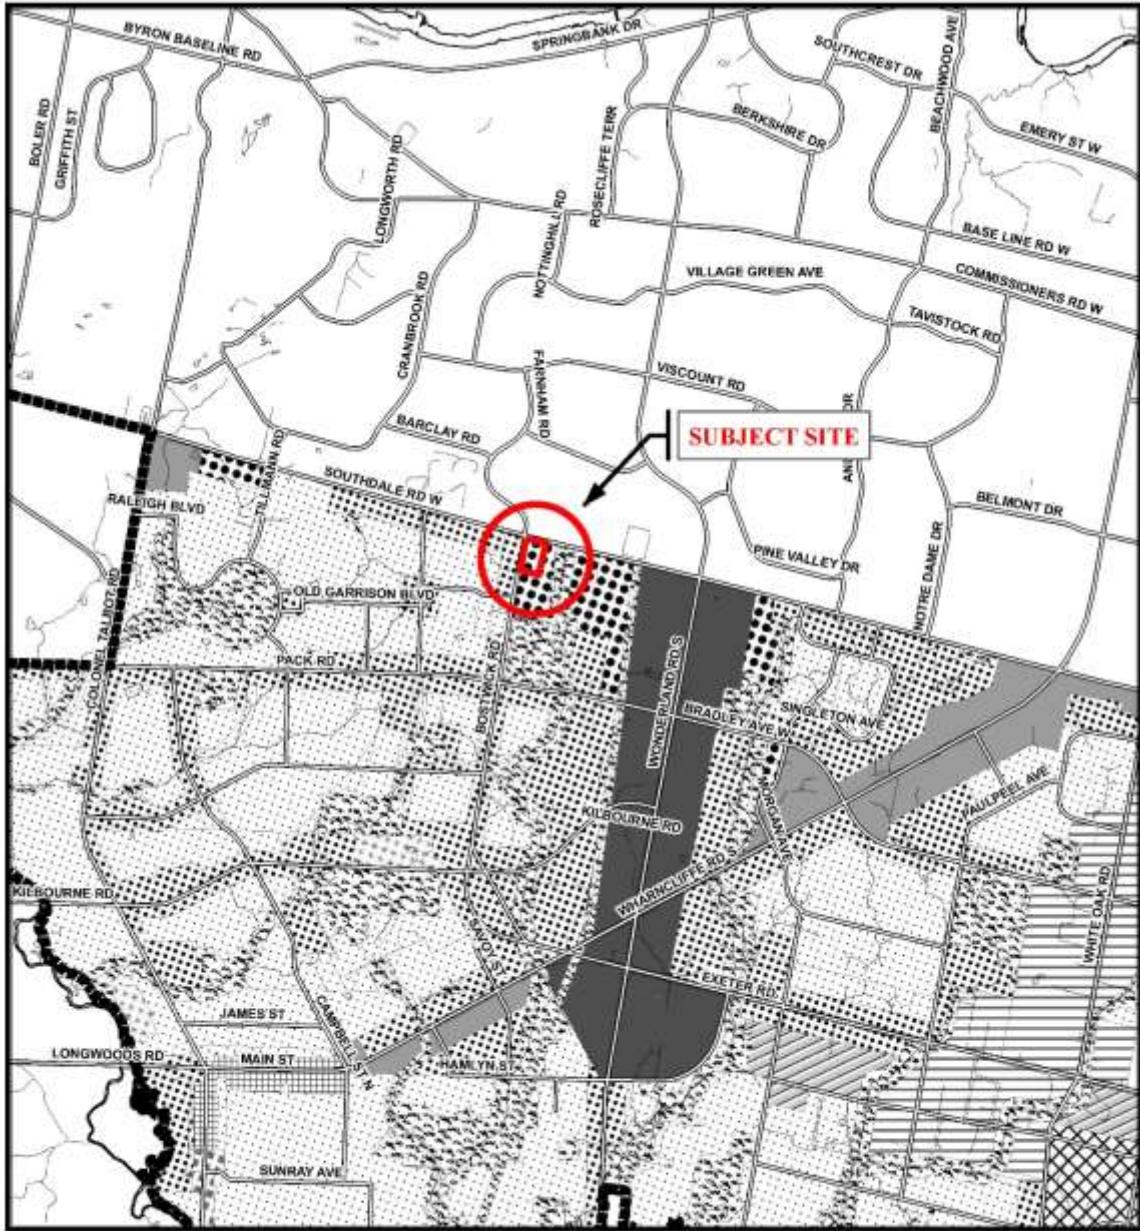 BYRON BASELINE RD
SPRINGBANK DR
SOUTHCREST DR
BEACHWOOD AVE
BOLER RD
GRIFFITH ST
BERKSHIRE DR
EMERY ST W
LONGWORTH RD
ROSECLIFFE TERR
NOTTINGHILL RD
BASE LINE RD W
COMMISSIONERS RD W
VILLAGE GREEN AVE
TAVISTOCK RD
CRANBROOK RD
FARNHAM RD
VISCOUNT RD
BARCLAY RD
SUBJECT SITE
TILLMANN RD
SOUTHDALE RD W
RALEIGH BLVD
BELMONT DR
PINE VALLEY DR
NOTRE DAME DR
OLD GARRISON BLVD
COLONEL TALBOT RD
PACK RD
BOSTWICK RD
WONDERLAND RD S
SINGLETON AVE
BRADLEY AVE W
MORGAN AVE
KILBOURNE RD
WHARNCLIFFE RD S
KILBOURNE RD
WHITE OAK RD
EXETER RD
JAMES ST
CAMPBELL ST N
LONGWOODS RD
MAIN ST
HAMLYN ST
SUNRAY AVE